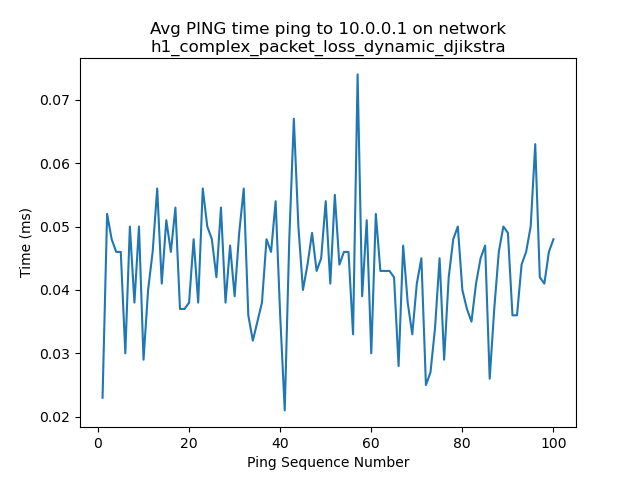 Avg PING time ping to 10.0.0.1 on network
h1_complex_packet_loss_dynamic_djikstra
0.07
0.06
0.05
0.04
0.03
0.02
Time (ms)
0 20 40 60 80 100
Ping Sequence Number